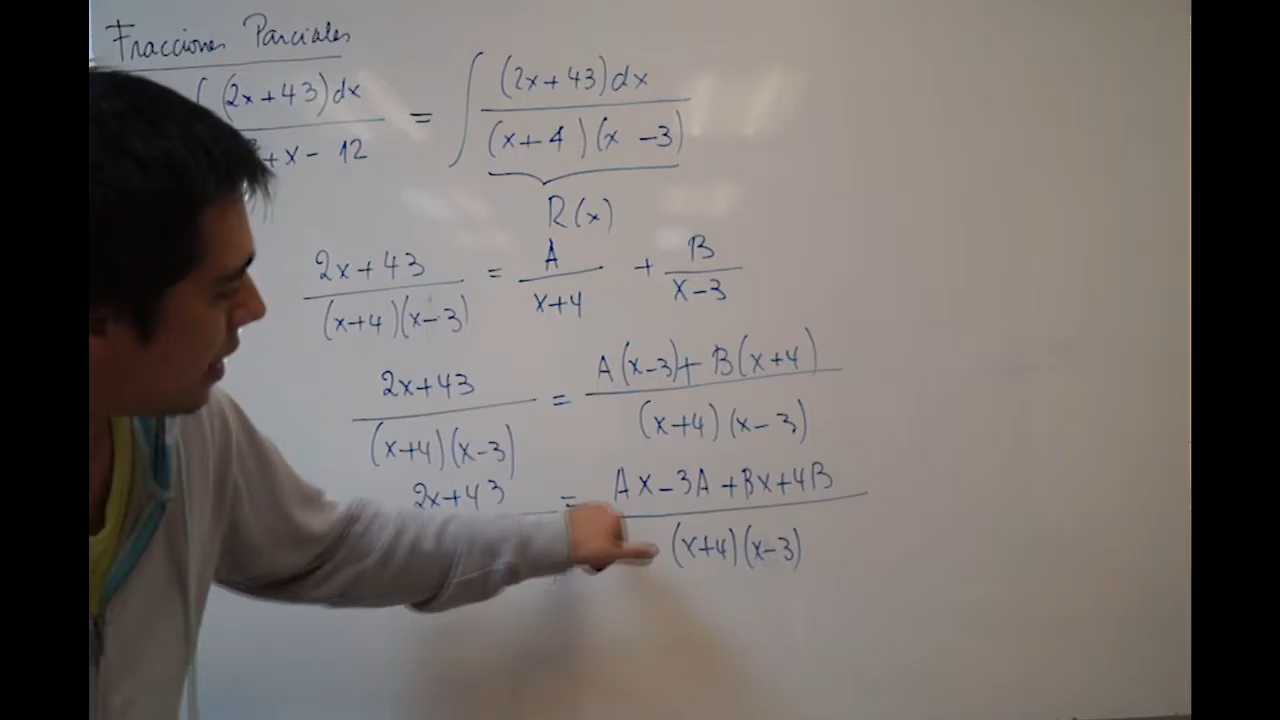 Fracciones Parciales
∫ (2x+43)dx / +x - 12 = ∫ (2x+43)dx / (x+4)(x -3)
R(x)
2x+43 / (x+4)(x-3) = A / x+4 + B / x-3
2x+43 / (x+4)(x-3) = A(x-3)+ B(x+4) / (x+4)(x-3)
2x+43 = Ax-3A+Bx+4B / (x+4)(x-3)